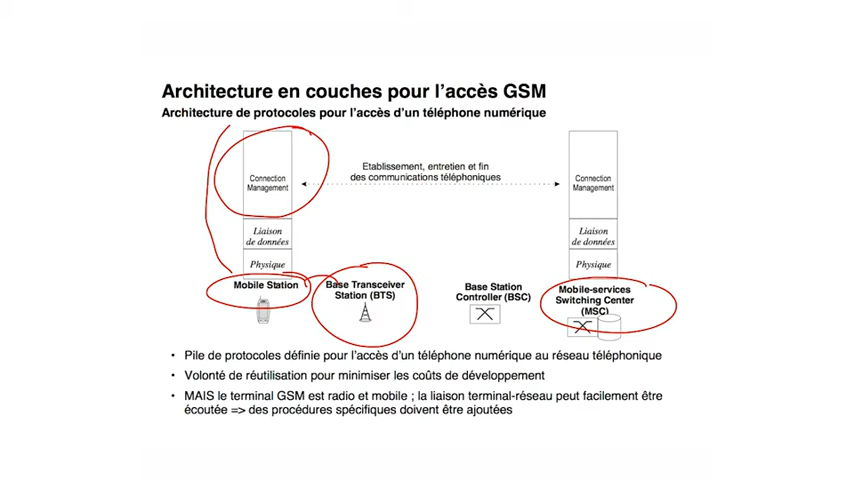 Architecture en couches pour l'accès GSM
Architecture de protocoles pour l'accès d'un téléphone numérique
Etablissement, entretien et fin
des communications téléphoniques
Connection
Management
Connection
Management
Liaison
de données
Liaison
de données
Physique
Physique
Mobile Station
Base Transceiver
Station (BTS)
Base Station
Controller (BSC)
Mobile-services
Switching Center
(MSC)
• Pile de protocoles définie pour l'accès d'un téléphone numérique au réseau téléphonique
• Volonté de réutilisation pour minimiser les coûts de développement
• MAIS le terminal GSM est radio et mobile ; la liaison terminal-réseau peut facilement être
écoutée => des procédures spécifiques doivent être ajoutées